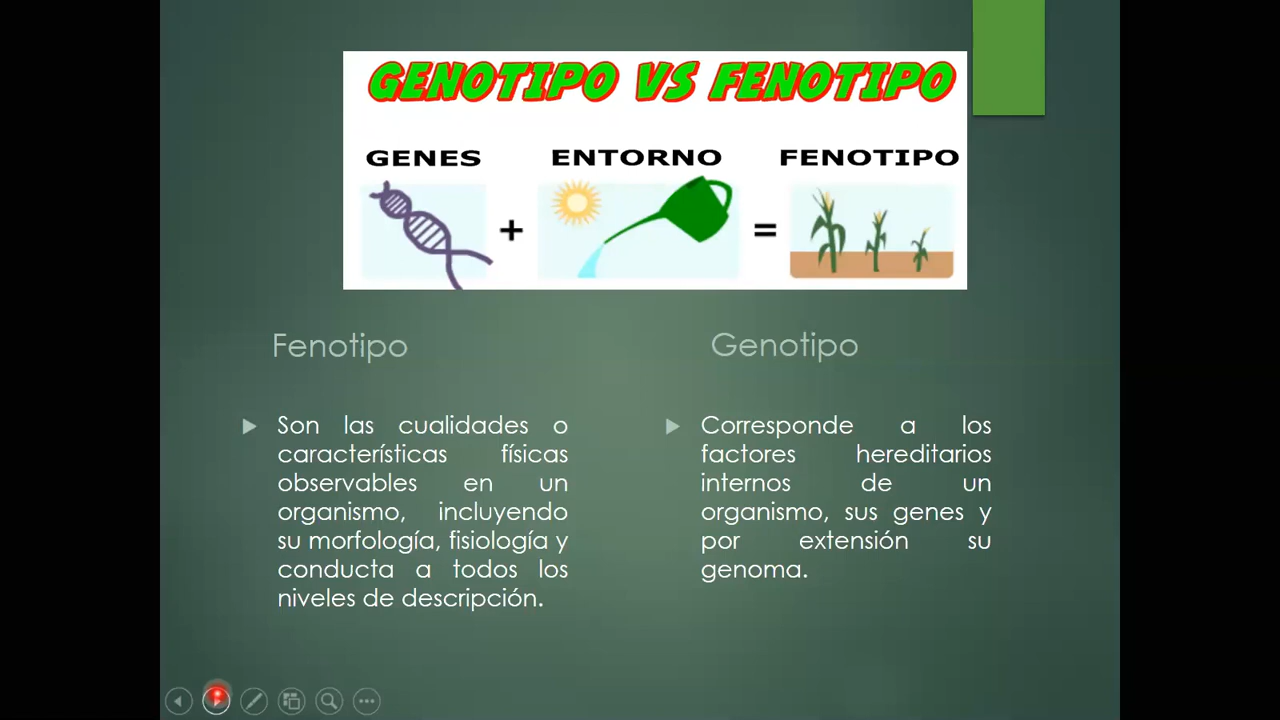 GENOTIPO VS FENOTIPO
GENES
ENTORNO
FENOTIPO
+
=
Fenotipo
Son las cualidades o
características físicas
observables en un
organismo, incluyendo
su morfología, fisiología y
conducta a todos los
niveles de descripción.
Genotipo
Corresponde a los
factores hereditarios
internos de un
organismo, sus genes y
por extensión su
genoma.